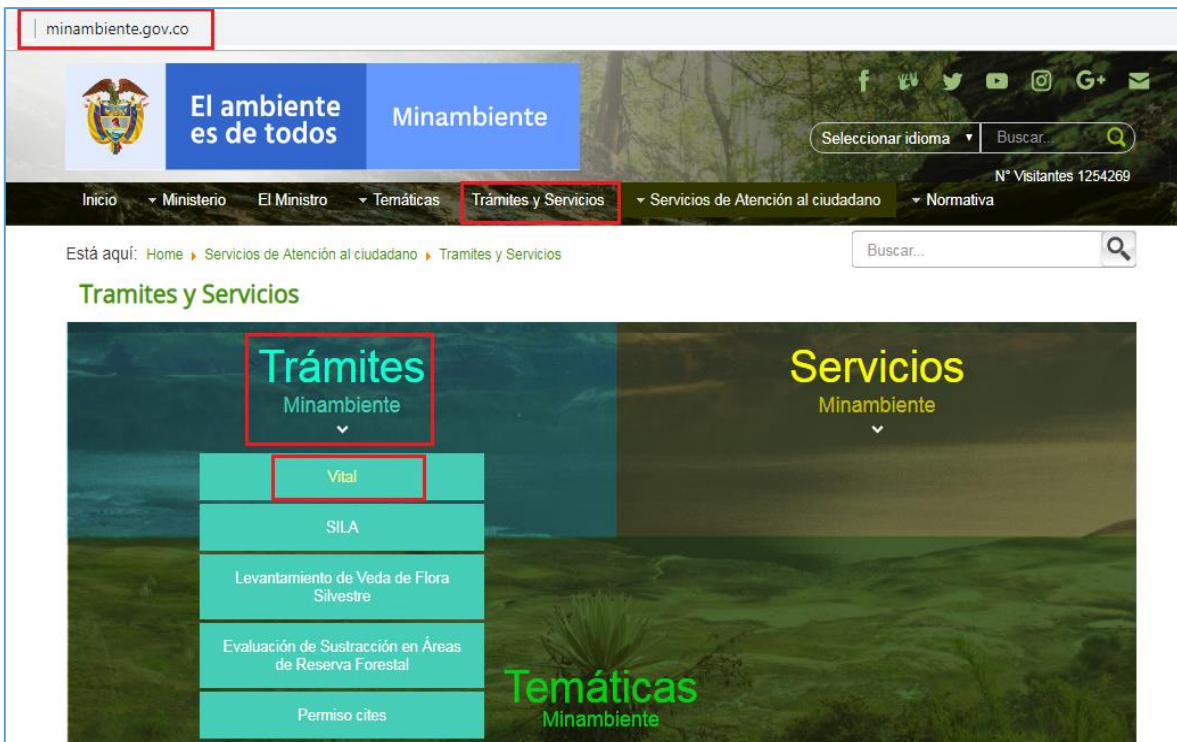 minambiente.gov.co
El ambiente
es de todos
Minambiente
G+
Seleccionar idioma
Buscar...
N° Visitantes 1254269
Inicio Ministerio El Ministro Temáticas Trámites y Servicios Servicios de Atención al ciudadano Normativa
Está aquí: Home Servicios de Atención al ciudadano Tramites y Servicios
Buscar...
Tramites y Servicios
Trámites
Minambiente
Servicios
Minambiente
Vital
SILA
Levantamiento de Veda de Flora
Silvestre
Evaluación de Sustracción en Áreas
de Reserva Forestal
Permiso cites
Temáticas
Minambiente